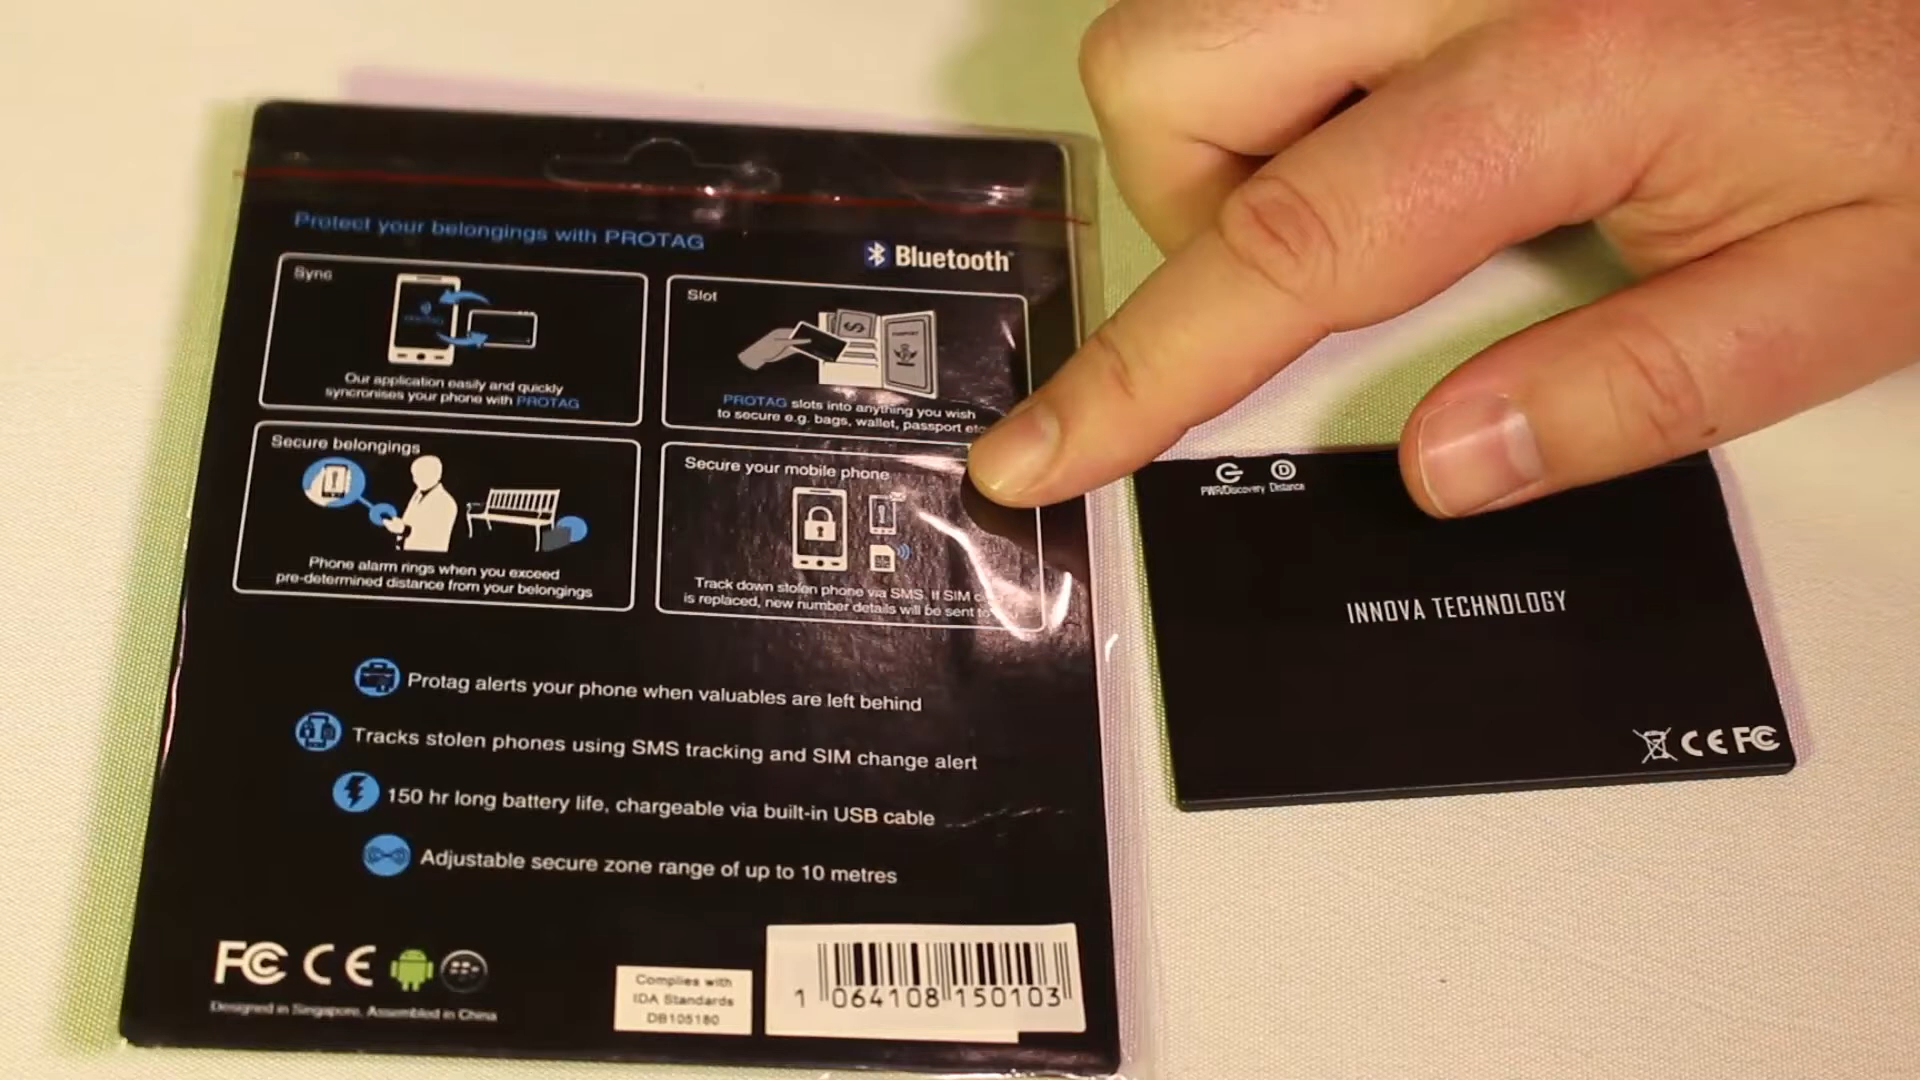 Protect your belongings with PROTAG
Bluetooth
Sync
Our application easily and quickly
syncronises your phone with PROTAG
Slot
PASSPORT
PROTAG slots into anything you wish
to secure e.g. bags, wallet, passport etc
Secure belongings
Phone alarm rings when you exceed
pre-determined distance from your belongings
Secure your mobile phone
Track down stolen phone via SMS. If SIM
is replaced, new number details will be sent to
Protag alerts your phone when valuables are left behind
Tracks stolen phones using SMS tracking and SIM change alert
150 hr long battery life, chargeable via built-in USB cable
Adjustable secure zone range of up to 10 metres
FC CE
Designed in Singapore. Assembled in China
Complies with
IDA Standards
DB105180
1 064108 150103
PWR/Discovery Distance
D
INNOVA TECHNOLOGY
CE FC